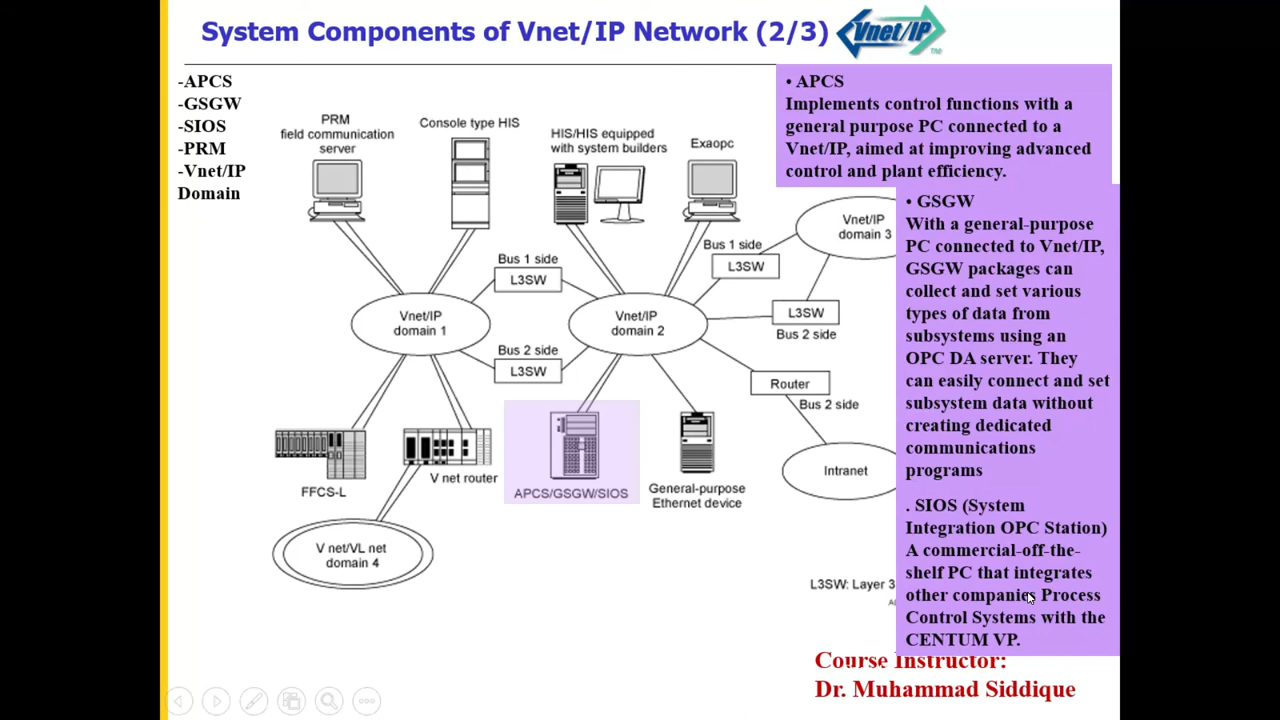 System Components of Vnet/IP Network (2/3)
Vnet/IP
TM
-APCS
-GSGW
-SIOS
-PRM
-Vnet/IP
Domain
PRM
field communication
server
Console type HIS
HIS/HIS equipped
with system builders
Exaopc
• APCS
Implements control functions with a
general purpose PC connected to a
Vnet/IP, aimed at improving advanced
control and plant efficiency.
• GSGW
With a general-purpose
PC connected to Vnet/IP,
GSGW packages can
collect and set various
types of data from
subsystems using an
OPC DA server. They
can easily connect and set
subsystem data without
creating dedicated
communications
programs
. SIOS (System
Integration OPC Station)
A commercial-off-the-
shelf PC that integrates
other companies Process
Control Systems with the
CENTUM VP.
Bus 1 side
L3SW
Bus 1 side
L3SW
Vnet/IP
domain 3
Vnet/IP
domain 1
Vnet/IP
domain 2
L3SW
Bus 2 side
Bus 2 side
L3SW
Router
Bus 2 side
Intranet
FFCS-L
V net router
APCS/GSGW/SIOS
General-purpose
Ethernet device
V net/VL net
domain 4
L3SW: Layer 3
Course Instructor:
Dr. Muhammad Siddique